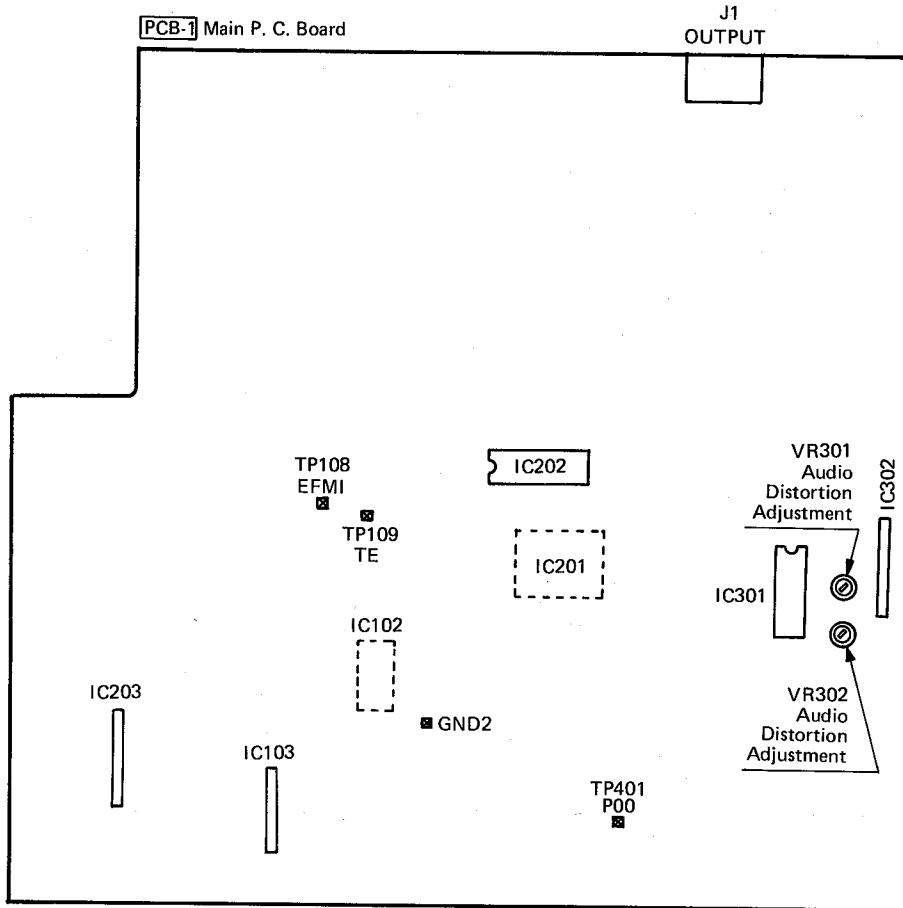 PCB-1 Main P. C. Board
J1
OUTPUT
TP108
EFMI
TP109
TE
IC202
IC201
VR301
Audio
Distortion
Adjustment
IC302
IC301
IC102
IC203
GND2
IC103
VR302
Audio
Distortion
Adjustment
TP401
P00